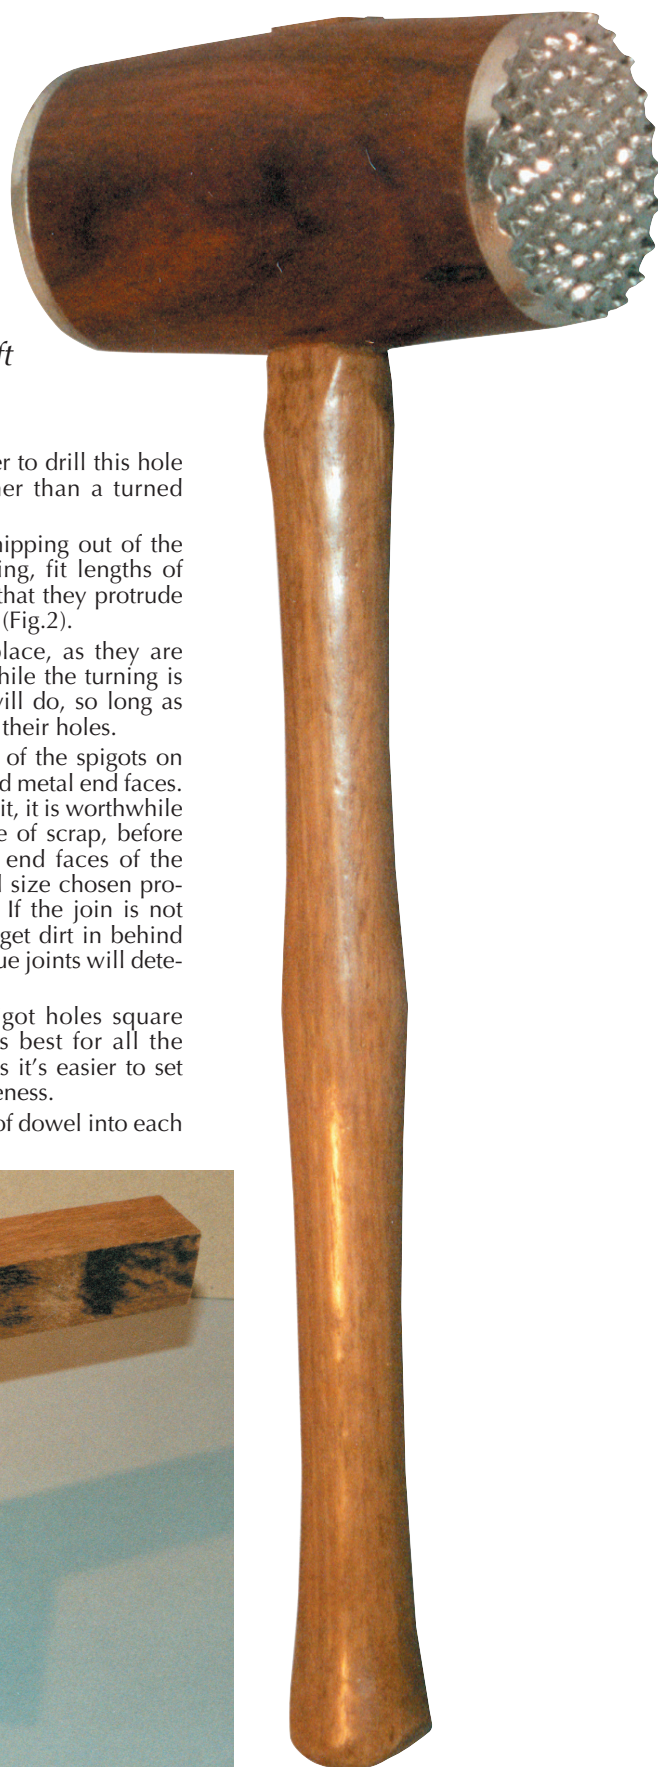 ft
er to drill this hole
her than a turned
hipping out of the
ing, fit lengths of
that they protrude
(Fig.2).
place, as they are
hile the turning is
will do, so long as
their holes.
of the spigots on
d metal end faces.
it, it is worthwhile
e of scrap, before
end faces of the
l size chosen pro-
If the join is not
get dirt in behind
ue joints will dete-
got holes square
s best for all the
s it's easier to set
eness.
of dowel into each